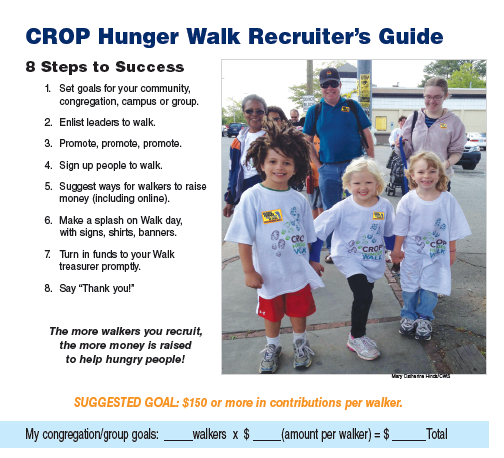 CROP Hunger Walk Recruiter's Guide
8 Steps to Success
1. Set goals for your community,
congregation, campus or group.
2. Enlist leaders to walk.
3. Promote, promote, promote.
4. Sign up people to walk.
5. Suggest ways for walkers to raise
money (including online).
6. Make a splash on Walk day,
with signs, shirts, banners.
7. Turn in funds to your Walk
treasurer promptly.
8. Say “Thank you!”
The more walkers you recruit,
the more money is raised
to help hungry people!
CROP
WALK
CROP
WALK
CROP
WALK
Mary Catherine Hinds/CWS
SUGGESTED GOAL: $150 or more in contributions per walker.
My congregation/group goals: _____walkers x $ _____(amount per walker) = $ ______Total